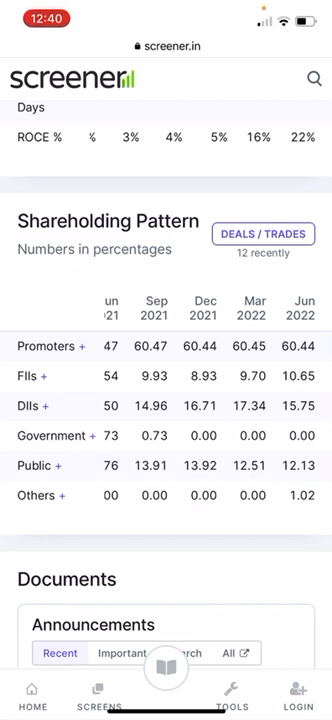 12:40
screener.in
screener
Days
ROCE % % 3% 4% 5% 16% 22%
Shareholding Pattern
DEALS / TRADES
Numbers in percentages
12 recently
un Sep Dec Mar Jun
021 2021 2021 2022 2022
Promoters + 47 60.47 60.44 60.45 60.44
FIIs + 54 9.93 8.93 9.70 10.65
DIIs + 50 14.96 16.71 17.34 15.75
Government + 73 0.73 0.00 0.00 0.00
Public + 76 13.91 13.92 12.51 12.13
Others + 00 0.00 0.00 0.00 1.02
Documents
Announcements
Recent Important rch All
HOME SCREENS TOOLS LOGIN